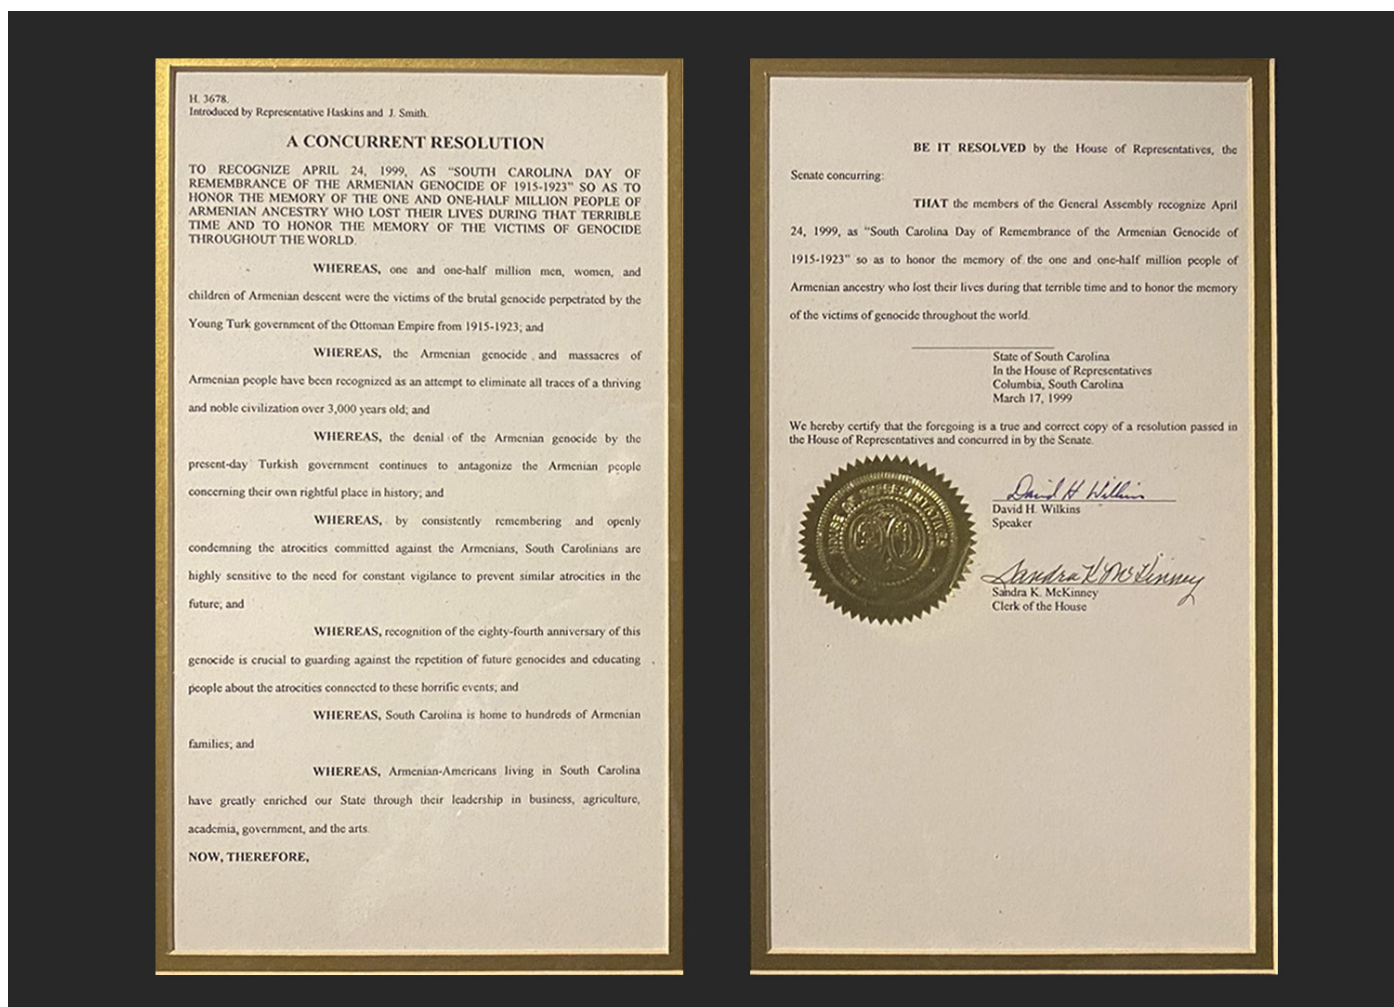 H. 3678.
Introduced by Representative Haskins and J. Smith.
A CONCURRENT RESOLUTION
TO RECOGNIZE APRIL 24, 1999, AS "SOUTH CAROLINA DAY OF
REMEMBRANCE OF THE ARMENIAN GENOCIDE OF 1915-1923" SO AS TO
HONOR THE MEMORY OF THE ONE AND ONE-HALF MILLION PEOPLE OF
ARMENIAN ANCESTRY WHO LOST THEIR LIVES DURING THAT TERRIBLE
TIME AND TO HONOR THE MEMORY OF THE VICTIMS OF GENOCIDE
THROUGHOUT THE WORLD.
WHEREAS, one and one-half million men, women, and
children of Armenian descent were the victims of the brutal genocide perpetrated by the
Young Turk government of the Ottoman Empire from 1915-1923; and
WHEREAS, the Armenian genocide and massacres of
Armenian people have been recognized as an attempt to eliminate all traces of a thriving
and noble civilization over 3,000 years old; and
WHEREAS, the denial of the Armenian genocide by the
present-day Turkish government continues to antagonize the Armenian people
concerning their own rightful place in history; and
WHEREAS, by consistently remembering and openly
condemning the atrocities committed against the Armenians, South Carolinians are
highly sensitive to the need for constant vigilance to prevent similar atrocities in the
future; and
WHEREAS, recognition of the eighty-fourth anniversary of this
genocide is crucial to guarding against the repetition of future genocides and educating
people about the atrocities connected to these horrific events; and
WHEREAS, South Carolina is home to hundreds of Armenian
families; and
WHEREAS, Armenian-Americans living in South Carolina
have greatly enriched our State through their leadership in business, agriculture,
academia, government, and the arts.
NOW, THEREFORE,
BE IT RESOLVED by the House of Representatives, the
Senate concurring:
THAT the members of the General Assembly recognize April
24, 1999, as "South Carolina Day of Remembrance of the Armenian Genocide of
1915-1923" so as to honor the memory of the one and one-half million people of
Armenian ancestry who lost their lives during that terrible time and to honor the memory
of the victims of genocide throughout the world.
State of South Carolina
In the House of Representatives
Columbia, South Carolina
March 17, 1999
We hereby certify that the foregoing is a true and correct copy of a resolution passed in
the House of Representatives and concurred in by the Senate.
HOUSE OF REPRESENTATIVES
David H Wilkins
David H. Wilkins
Speaker
Sandra K McKinney
Sandra K. McKinney
Clerk of the House